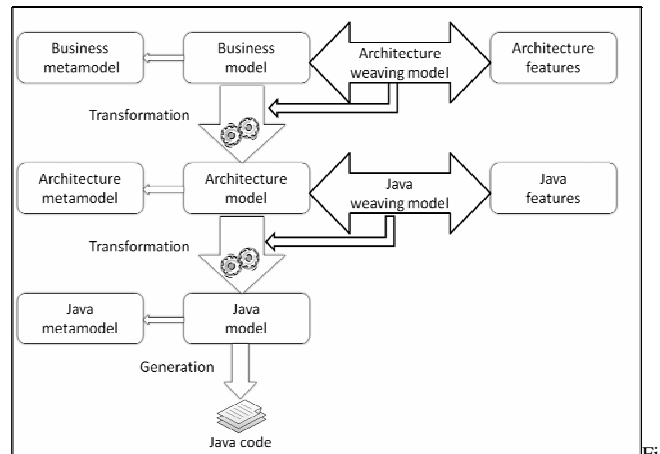 Business
metamodel
Business
model
Architecture
weaving model
Architecture
features
Transformation
Architecture
metamodel
Architecture
model
Java
weaving model
Java
features
Transformation
Java
metamodel
Java
model
Generation
Java code
Fi